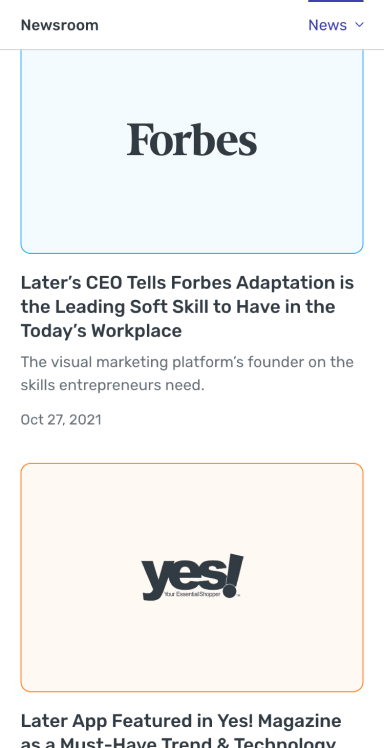 Newsroom
News
Forbes
Later’s CEO Tells Forbes Adaptation is
the Leading Soft Skill to Have in the
Today’s Workplace
The visual marketing platform’s founder on the
skills entrepreneurs need.
Oct 27, 2021
yes!
Your EssentialShopper
Later App Featured in Yes! Magazine
as a Must-Have Trend & Technology